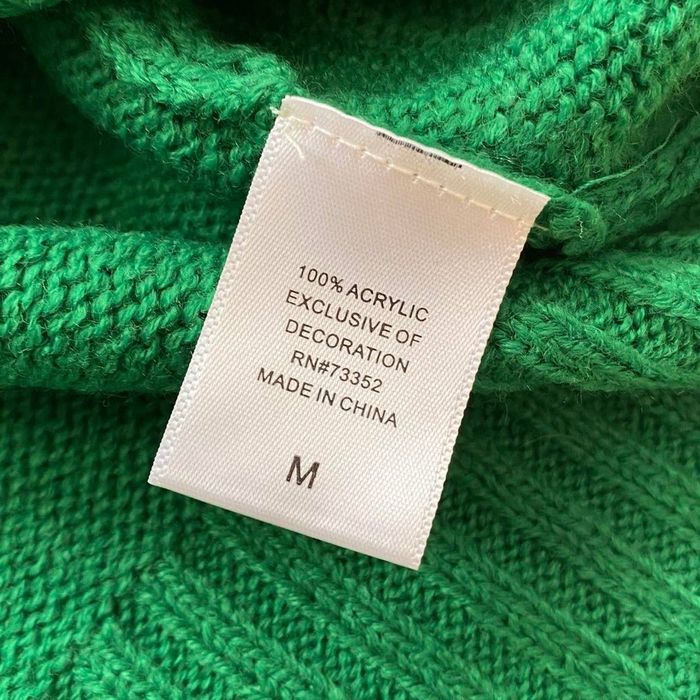 100% ACRYLIC
EXCLUSIVE OF
DECORATION
RN#73352
MADE IN CHINA
M